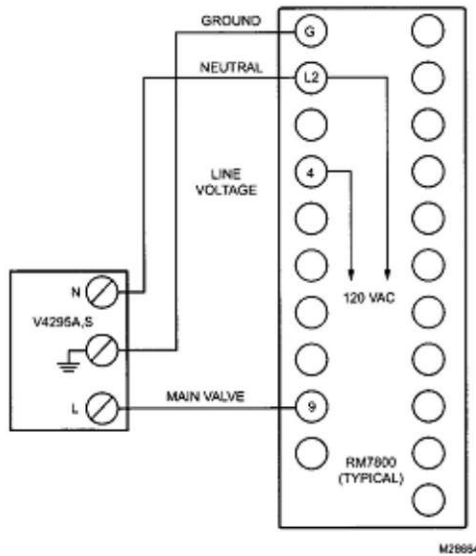 GROUND
G
NEUTRAL
L2
LINE
VOLTAGE
4
N
120 VAC
V4295A,S
L
MAIN VALVE
9
RM7800
(TYPICAL)